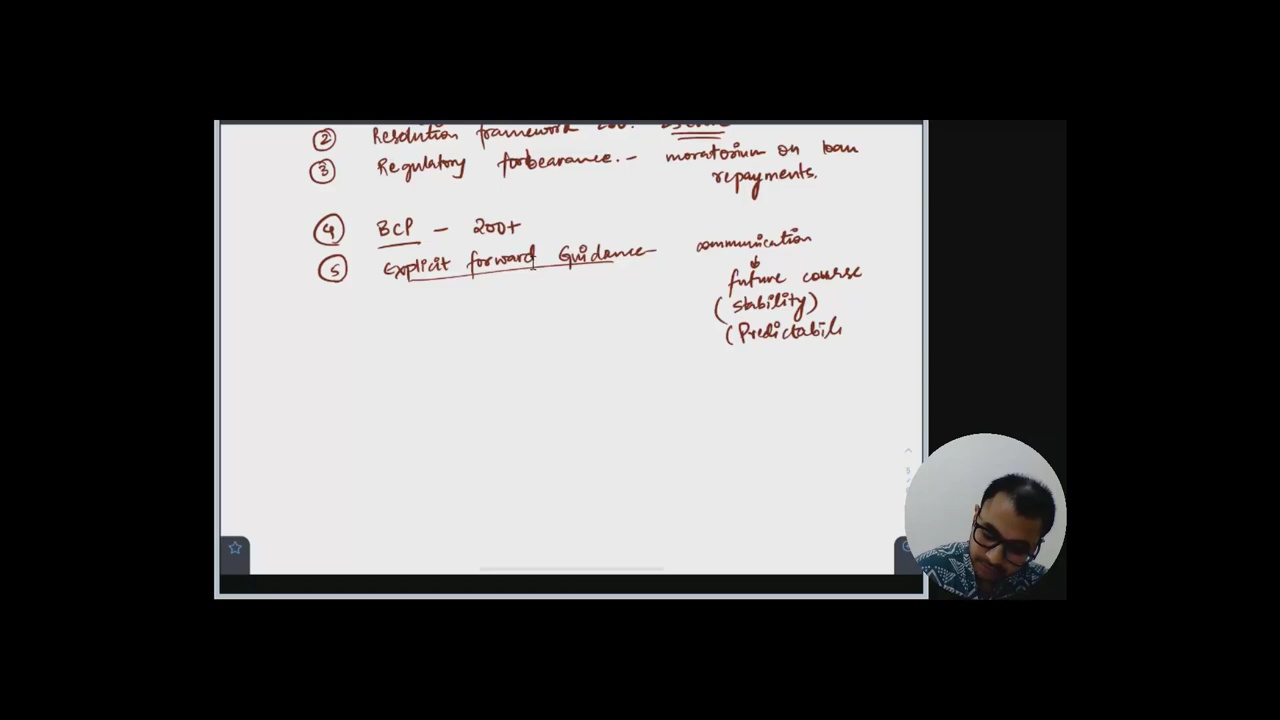 ② Resolution framework
③ Regulatory forbearance. – moratorium on loan
repayments.
④ BCP – 200+
⑤ Explicit forward Guidance
communication
↓
future course
(stability)
(Predictabili